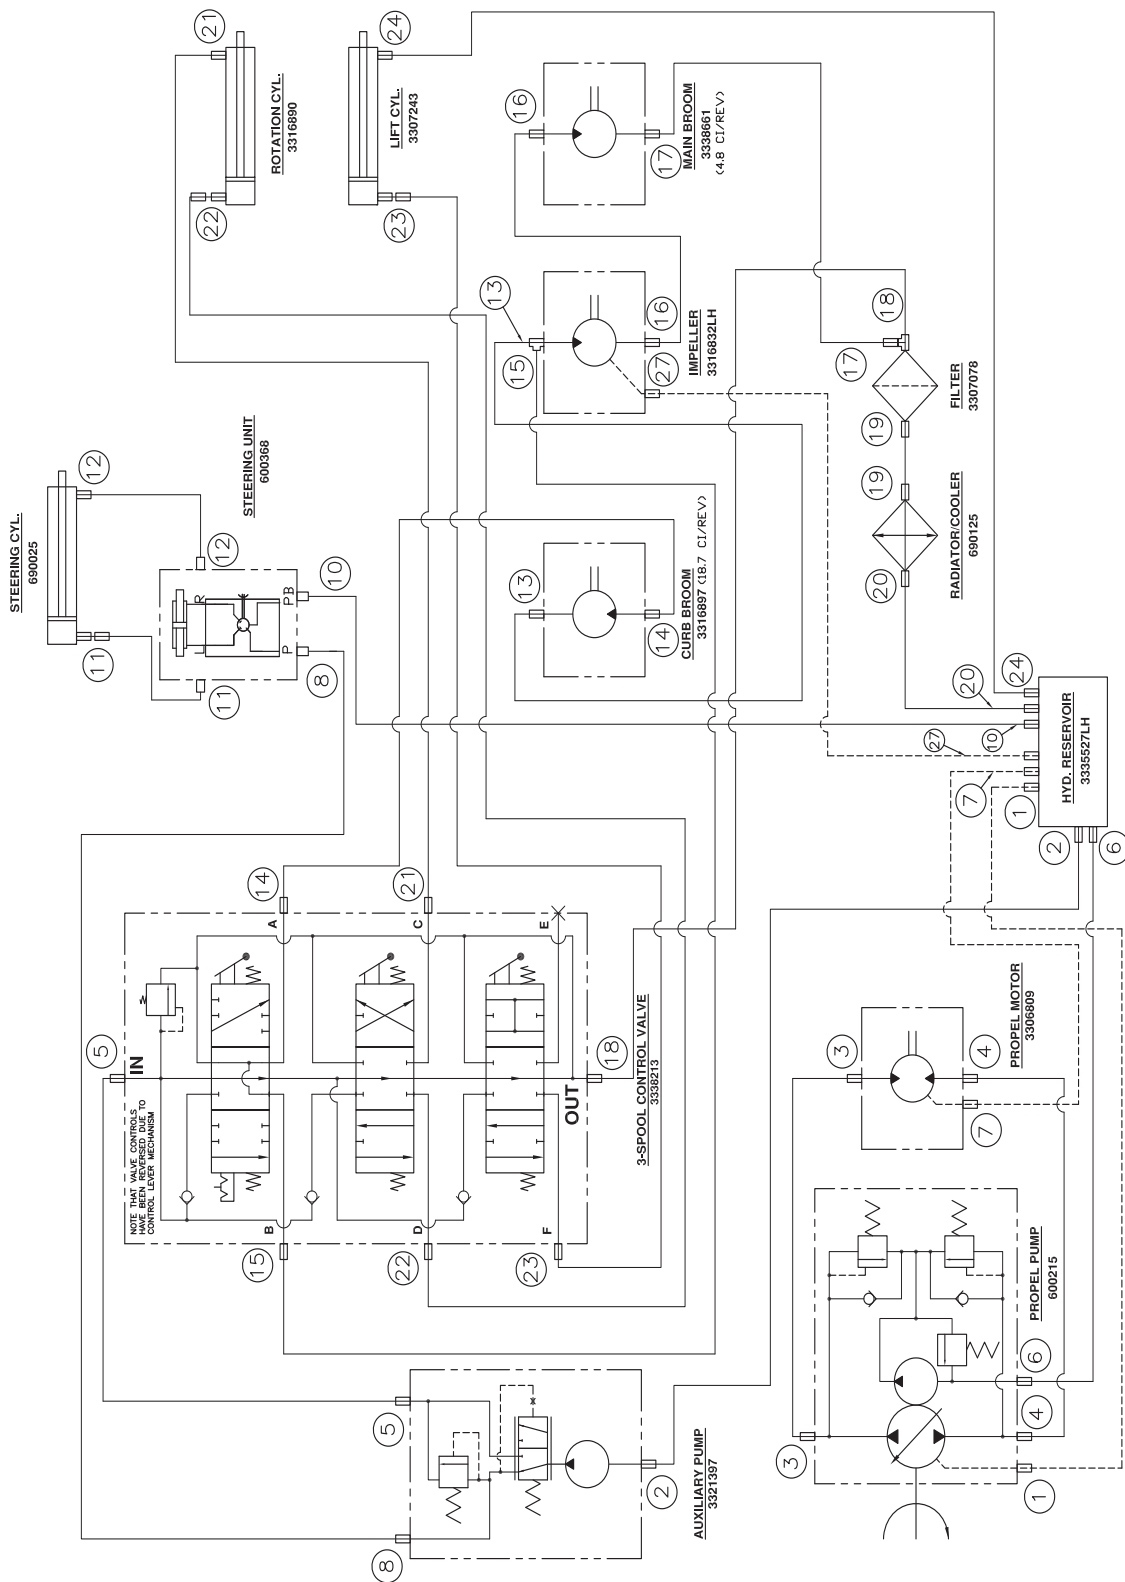 STEERING CYL.
690025
11
12
8
5
5
IN
NOTE THAT VALVE CONTROLS
HAVE BEEN REVERSED DUE TO
CONTROL LEVER MECHANISM
11
12
L
R
P
PB
8
10
STEERING UNIT
600368
22
21
ROTATION CYL.
3316890
15
B
A
14
23
24
LIFT CYL.
3307243
22
D
C
21
5
23
F
E
OUT
18
3-SPOOL CONTROL VALVE
3338213
13
14
CURB BROOM
3316897 (18.7 CI/REV)
15
13
27
16
IMPELLER
3316832LH
16
17
MAIN BROOM
3338661
(4.8 CI/REV)
2
AUXILIARY PUMP
3321397
3
3
7
4
PROPEL MOTOR
3306809
1
4
6
PROPEL PUMP
600215
17
18
19
FILTER
3307078
19
20
RADIATOR/COOLER
690125
27
10
7
20
1
24
2
6
HYD. RESERVOIR
3335527LH